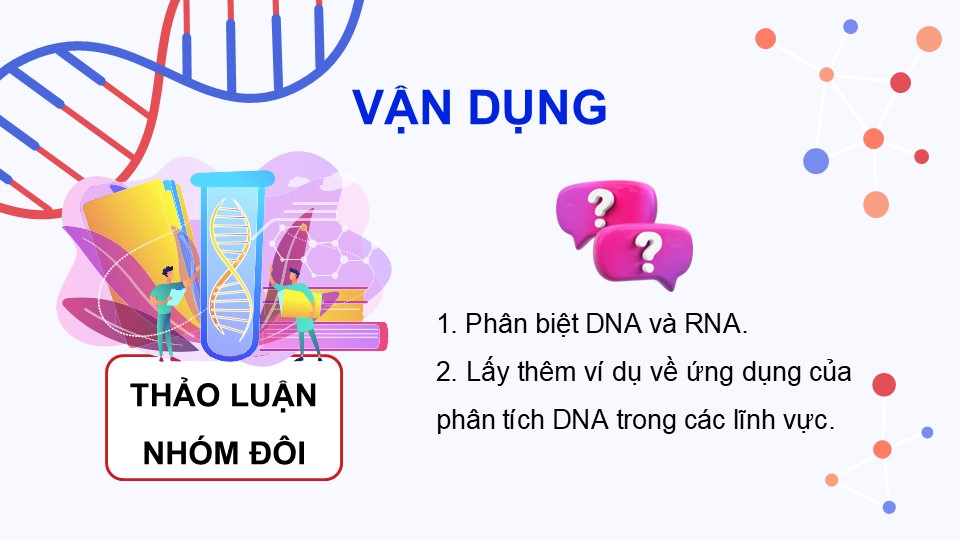 VẬN DỤNG
? ?
THẢO LUẬN
NHÓM ĐÔI
1. Phân biệt DNA và RNA.
2. Lấy thêm ví dụ về ứng dụng của
phân tích DNA trong các lĩnh vực.